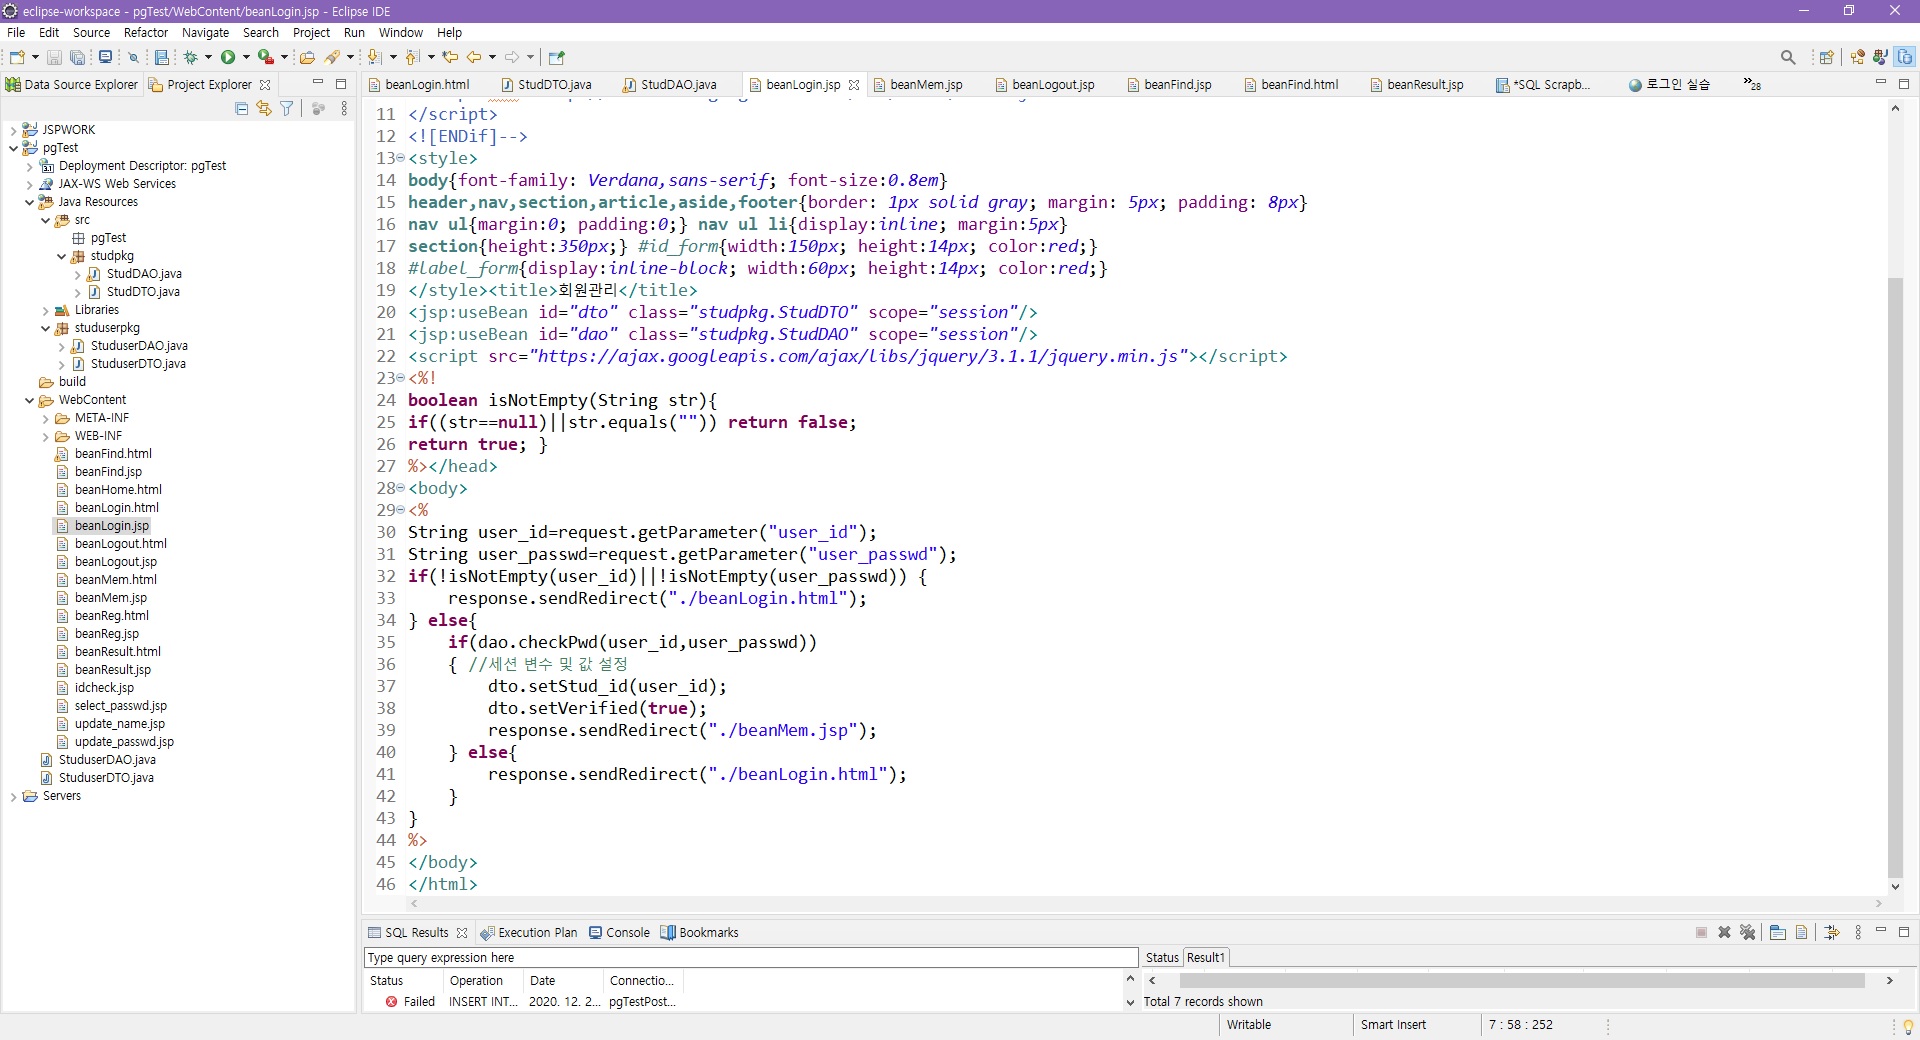 eclipse-workspace - pgTest/WebContent/beanLogin.jsp - Eclipse IDE
File Edit Source Refactor Navigate Search Project Run Window Help
Data Source Explorer Project Explorer
beanLogin.html StudDTO.java StudDAO.java beanLogin.jsp beanMem.jsp beanLogout.jsp beanFind.jsp beanFind.html beanResult.jsp *SQL Scrapb... 로그인 실습 »28
JSPWORK
pgTest
Deployment Descriptor: pgTest
JAX-WS Web Services
Java Resources
src
pgTest
studpkg
StudDAO.java
StudDTO.java
Libraries
studuserpkg
StuduserDAO.java
StuduserDTO.java
build
WebContent
META-INF
WEB-INF
beanFind.html
beanFind.jsp
beanHome.html
beanLogin.html
beanLogin.jsp
beanLogout.html
beanLogout.jsp
beanMem.html
beanMem.jsp
beanReg.html
beanReg.jsp
beanResult.html
beanResult.jsp
idcheck.jsp
select_passwd.jsp
update_name.jsp
update_passwd.jsp
StuduserDAO.java
StuduserDTO.java
Servers
11 </script>
12 <![ENDif]-->
13 <style>
14 body{font-family: Verdana,sans-serif; font-size:0.8em}
15 header,nav,section,article,aside,footer{border: 1px solid gray; margin: 5px; padding: 8px}
16 nav ul{margin:0; padding:0;} nav ul li{display:inline; margin:5px}
17 section{height:350px;} #id_form{width:150px; height:14px; color:red;}
18 #label_form{display:inline-block; width:60px; height:14px; color:red;}
19 </style><title>회원관리</title>
20 <jsp:useBean id="dto" class="studpkg.StudDTO" scope="session"/>
21 <jsp:useBean id="dao" class="studpkg.StudDAO" scope="session"/>
22 <script src="https://ajax.googleapis.com/ajax/libs/jquery/3.1.1/jquery.min.js"></script>
23 <%!
24 boolean isNotEmpty(String str){
25 if((str==null)||str.equals("")) return false;
26 return true; }
27 %></head>
28 <body>
29 <%
30 String user_id=request.getParameter("user_id");
31 String user_passwd=request.getParameter("user_passwd");
32 if(!isNotEmpty(user_id)||!isNotEmpty(user_passwd)) {
33 response.sendRedirect("./beanLogin.html");
34 } else{
35 if(dao.checkPwd(user_id,user_passwd))
36 { //세션 변수 및 값 설정
37 dto.setStud_id(user_id);
38 dto.setVerified(true);
39 response.sendRedirect("./beanMem.jsp");
40 } else{
41 response.sendRedirect("./beanLogin.html");
42 }
43 }
44 %>
45 </body>
46 </html>
SQL Results Execution Plan Console Bookmarks
Type query expression here
Status Result1
Status Operation Date Connectio...
Failed INSERT INT... 2020. 12. 2... pgTestPost...
Total 7 records shown
Writable Smart Insert 7 : 58 : 252